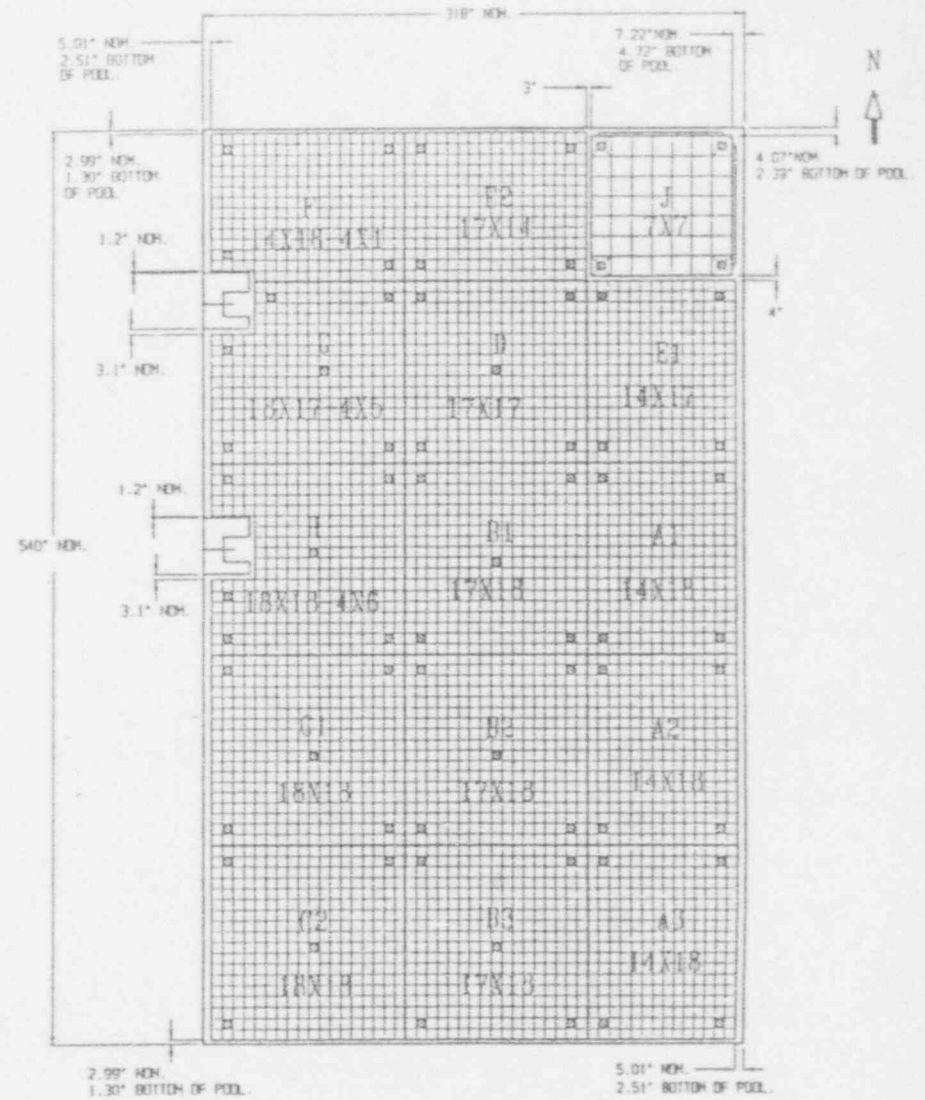 318" NOM.
5.01" NOM.
2.51" BOTTOM
OF POOL.
7.22" NOM.
4.72" BOTTOM
OF POOL.
N
3"
2.99" NOM.
1.30" BOTTOM
OF POOL
4.07" NOM.
2.39" BOTTOM OF POOL.
E2
17X14
J
7X7
1.2" NOM.
4"
3.1" NOM.
D
17X17
E1
14X17
1.2" NOM.
540" NOM.
B1
17X18
A1
14X18
3.1" NOM.
C1
18X18
B2
17X18
A2
14X18
C2
18X18
B3
17X18
A3
14X18
2.99" NOM.
1.30" BOTTOM OF POOL.
5.01" NOM.
2.51" BOTTOM OF POOL.